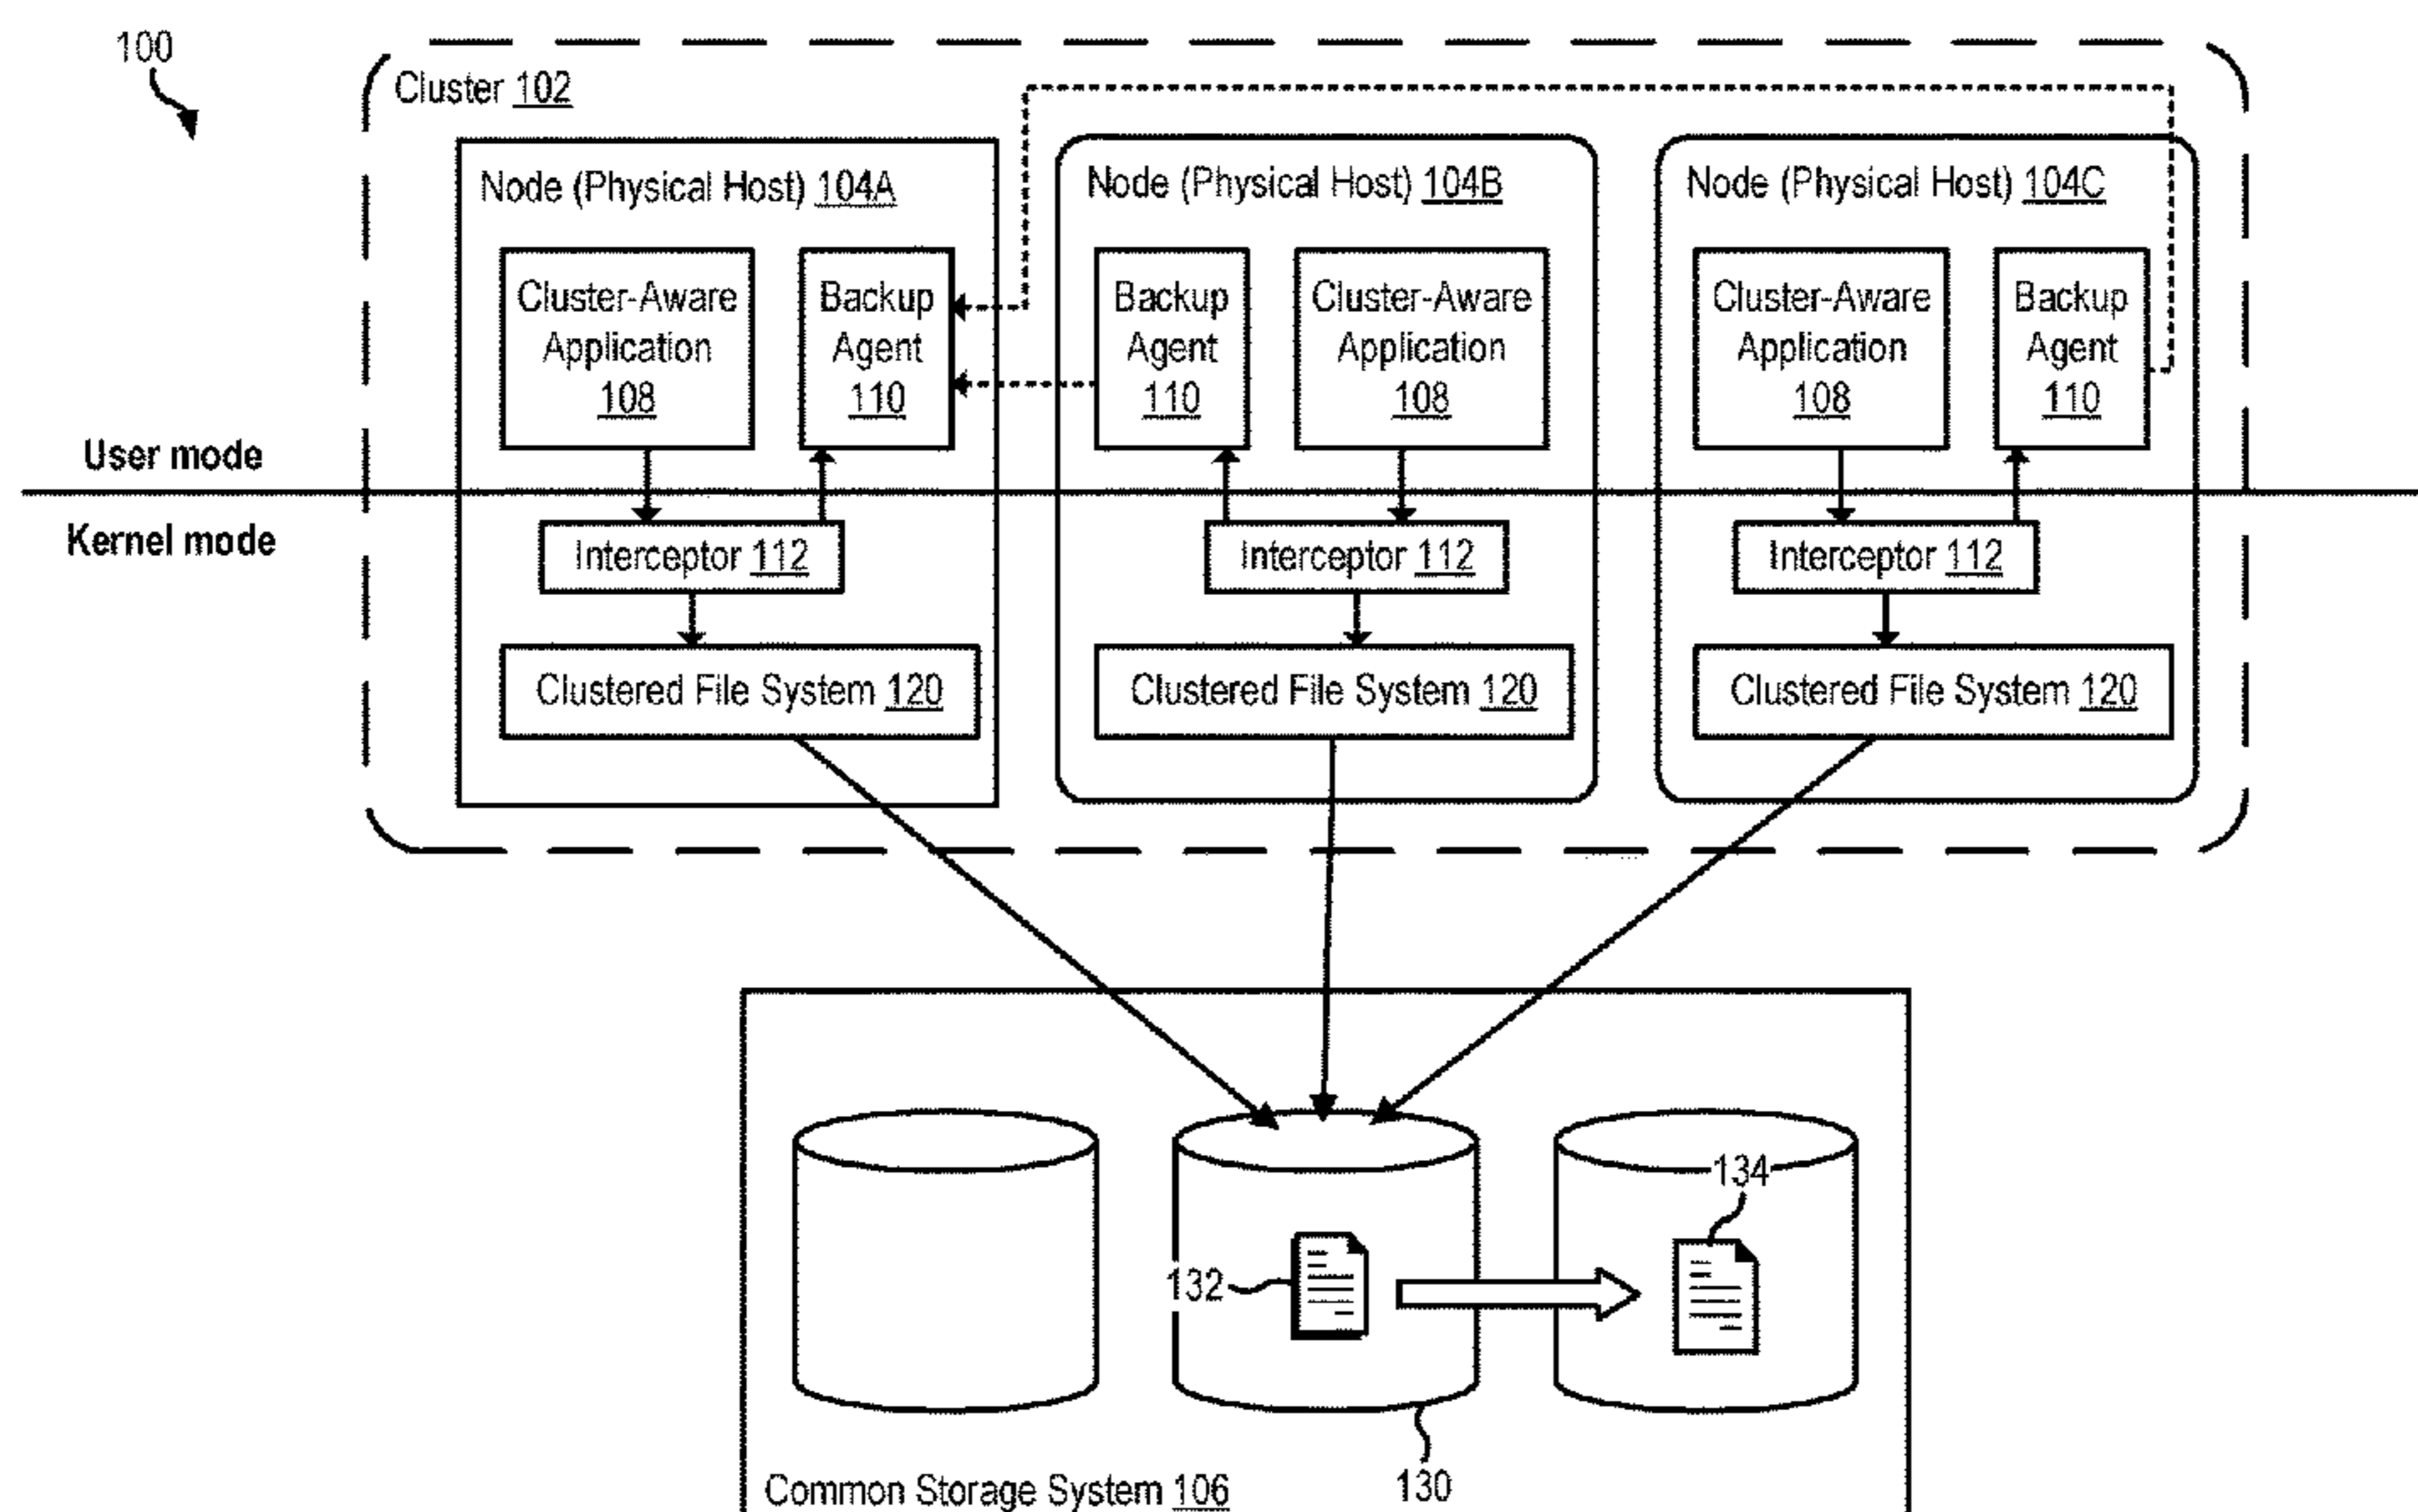 100
Cluster 102
Node (Physical Host) 104A
Cluster-Aware
Application
108
Backup
Agent
110
Node (Physical Host) 104B
Backup
Agent
110
Cluster-Aware
Application
108
Node (Physical Host) 104C
Cluster-Aware
Application
108
Backup
Agent
110
User mode
Kernel mode
Interceptor 112
Interceptor 112
Interceptor 112
Clustered File System 120
Clustered File System 120
Clustered File System 120
134
132
130
Common Storage System 106